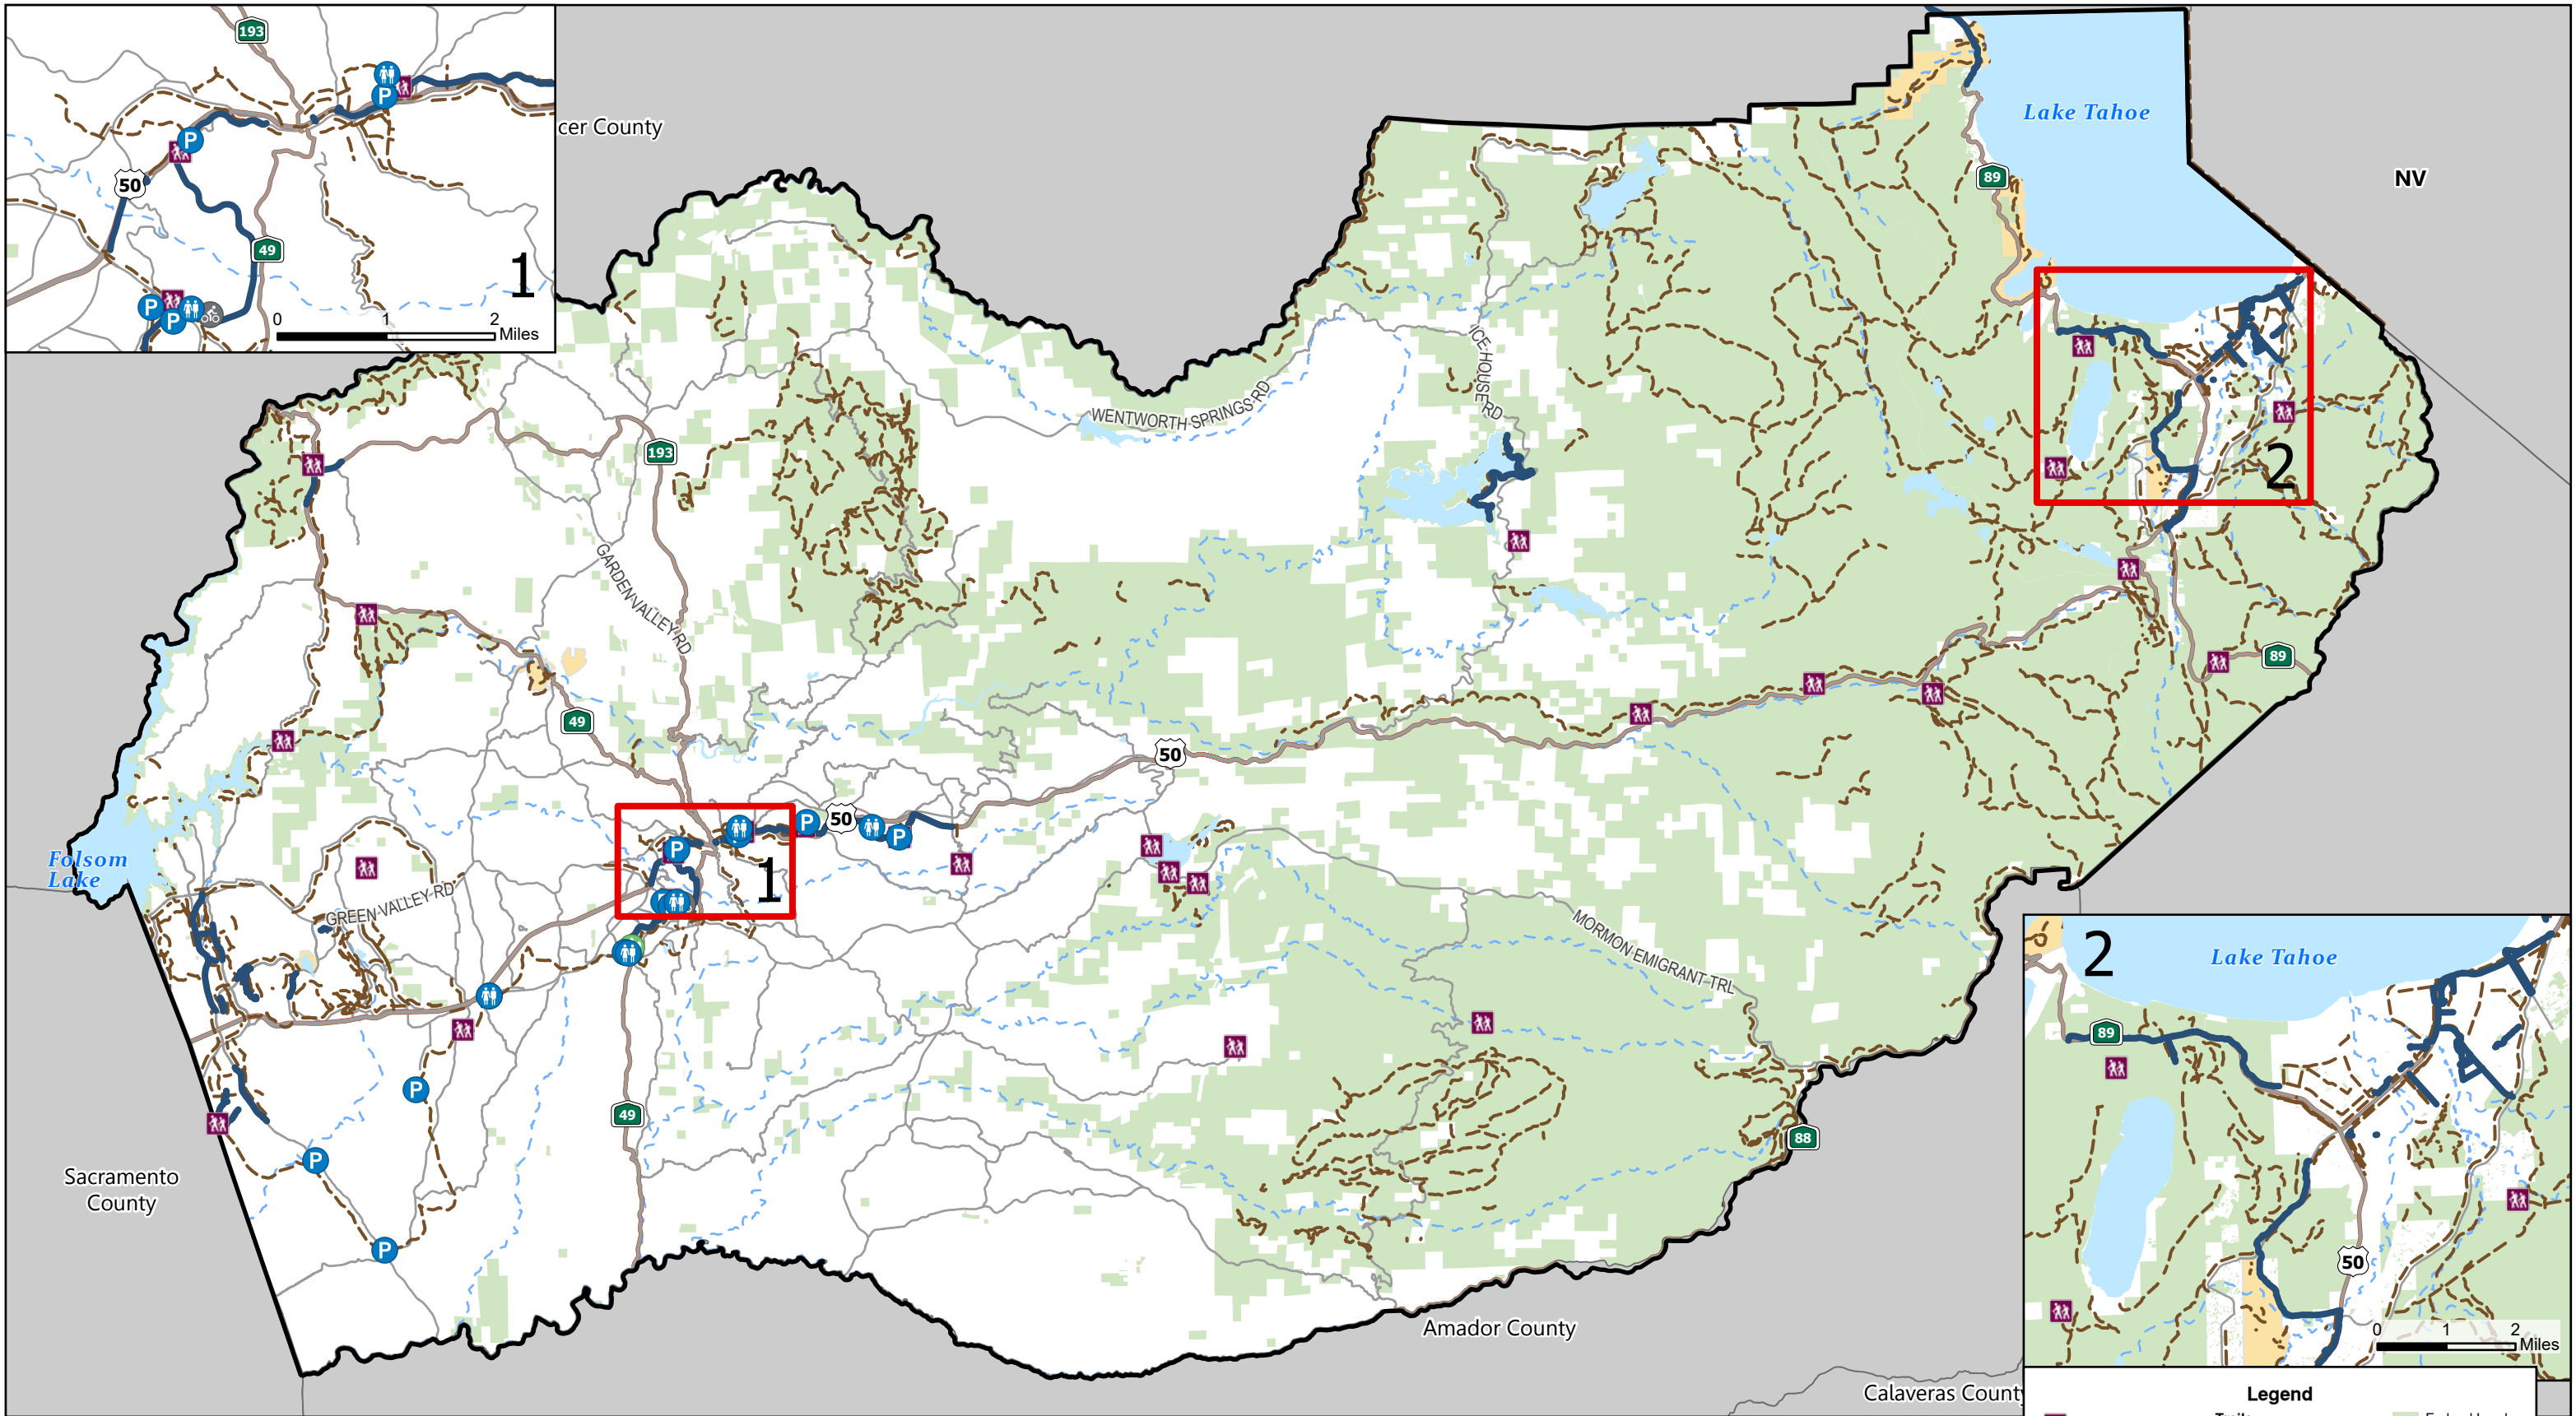 193
50
49
1
0 1 2
Miles
cer County
Lake Tahoe
NV
89
ICE HOUSE RD
WENTWORTH SPRINGS RD
193
2
GARDEN VALLEY RD
89
49
50
50
Folsom
Lake
1
GREEN VALLEY RD
MORMON EMIGRANT TRL
49
88
Sacramento
County
Amador County
Calaveras County
2
Lake Tahoe
89
50
0 1 2
Miles
Legend
P
P
P
P
P
P
P
P
P
P